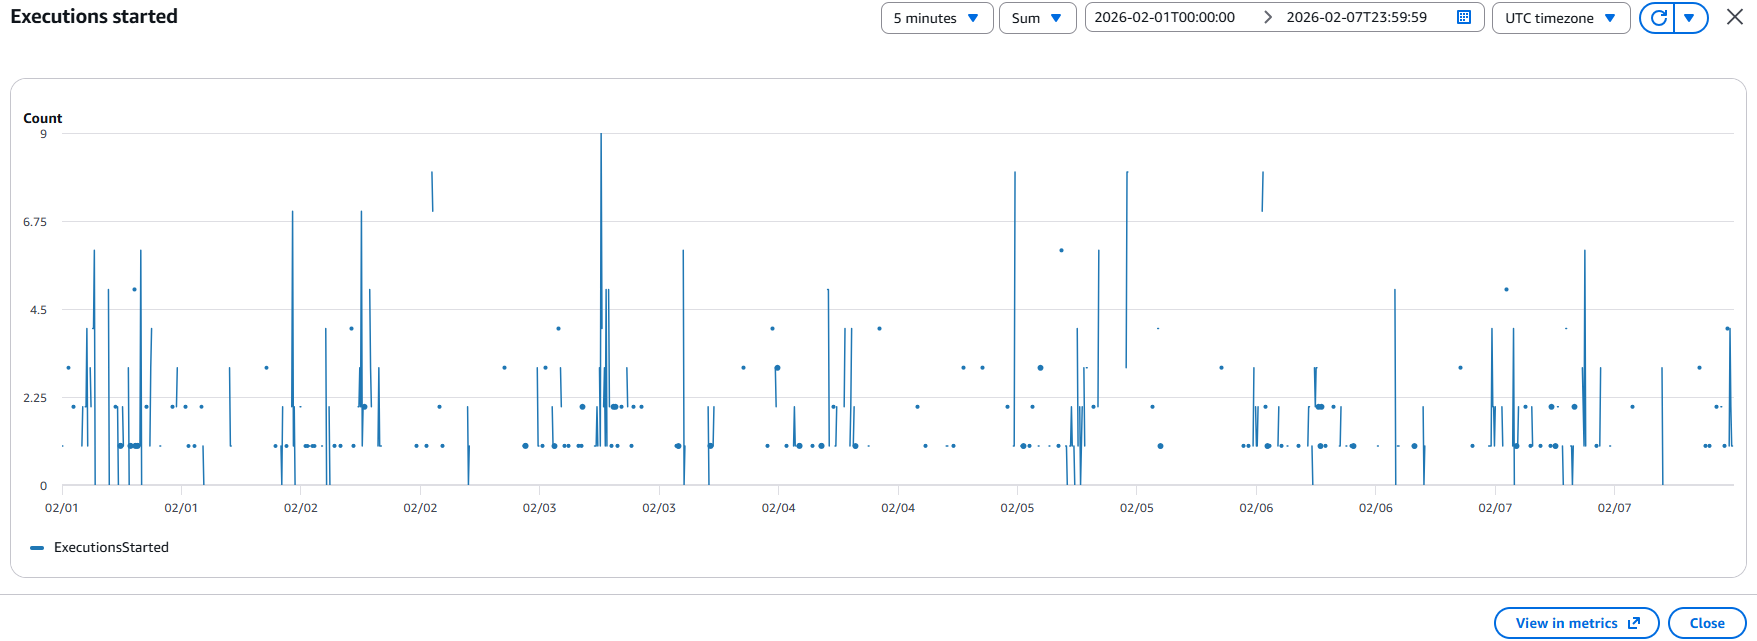 Executions started
5 minutes
Sum
2026-02-01T00:00:00
2026-02-07T23:59:59
UTC timezone
Count
9
6.75
4.5
2.25
0
02/01 02/01 02/02 02/02 02/03 02/03 02/04 02/04 02/05 02/05 02/06 02/06 02/07 02/07
ExecutionsStarted
View in metrics
Close